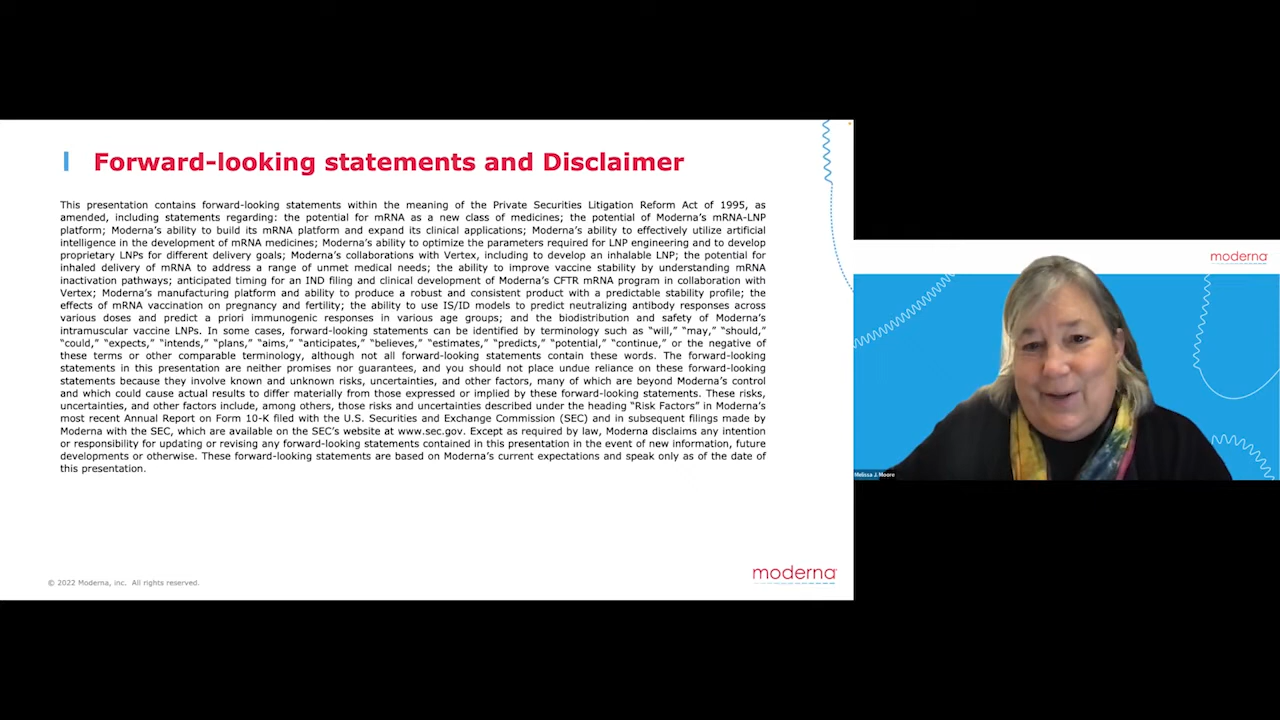 Forward-looking statements and Disclaimer
This presentation contains forward-looking statements within the meaning of the Private Securities Litigation Reform Act of 1995, as
amended, including statements regarding: the potential for mRNA as a new class of medicines; the potential of Moderna's mRNA-LNP
platform; Moderna's ability to build its mRNA platform and expand its clinical applications; Moderna's ability to effectively utilize artificial
intelligence in the development of mRNA medicines; Moderna's ability to optimize the parameters required for LNP engineering and to develop
proprietary LNPs for different delivery goals; Moderna's collaborations with Vertex, including to develop an inhalable LNP; the potential for
inhaled delivery of mRNA to address a range of unmet medical needs; the ability to improve vaccine stability by understanding mRNA
inactivation pathways; anticipated timing for an IND filing and clinical development of Moderna's CFTR mRNA program in collaboration with
Vertex; Moderna's manufacturing platform and ability to produce a robust and consistent product with a predictable stability profile; the
effects of mRNA vaccination on pregnancy and fertility; the ability to use IS/ID models to predict neutralizing antibody responses across
various doses and predict a priori immunogenic responses in various age groups; and the biodistribution and safety of Moderna's
intramuscular vaccine LNPs. In some cases, forward-looking statements can be identified by terminology such as “will,” “may,” “should,”
“could,” “expects,” “intends,” “plans,” “aims,” “anticipates,” “believes,” “estimates,” “predicts,” “potential,” “continue,” or the negative of
these terms or other comparable terminology, although not all forward-looking statements contain these words. The forward-looking
statements in this presentation are neither promises nor guarantees, and you should not place undue reliance on these forward-looking
statements because they involve known and unknown risks, uncertainties, and other factors, many of which are beyond Moderna's control
and which could cause actual results to differ materially from those expressed or implied by these forward-looking statements. These risks,
uncertainties, and other factors include, among others, those risks and uncertainties described under the heading “Risk Factors” in Moderna's
most recent Annual Report on Form 10-K filed with the U.S. Securities and Exchange Commission (SEC) and in subsequent filings made by
Moderna with the SEC, which are available on the SEC's website at www.sec.gov. Except as required by law, Moderna disclaims any intention
or responsibility for updating or revising any forward-looking statements contained in this presentation in the event of new information, future
developments or otherwise. These forward-looking statements are based on Moderna's current expectations and speak only as of the date of
this presentation.
© 2022 Moderna, inc. All rights reserved.
moderna
moderna
Melissa J. Moore